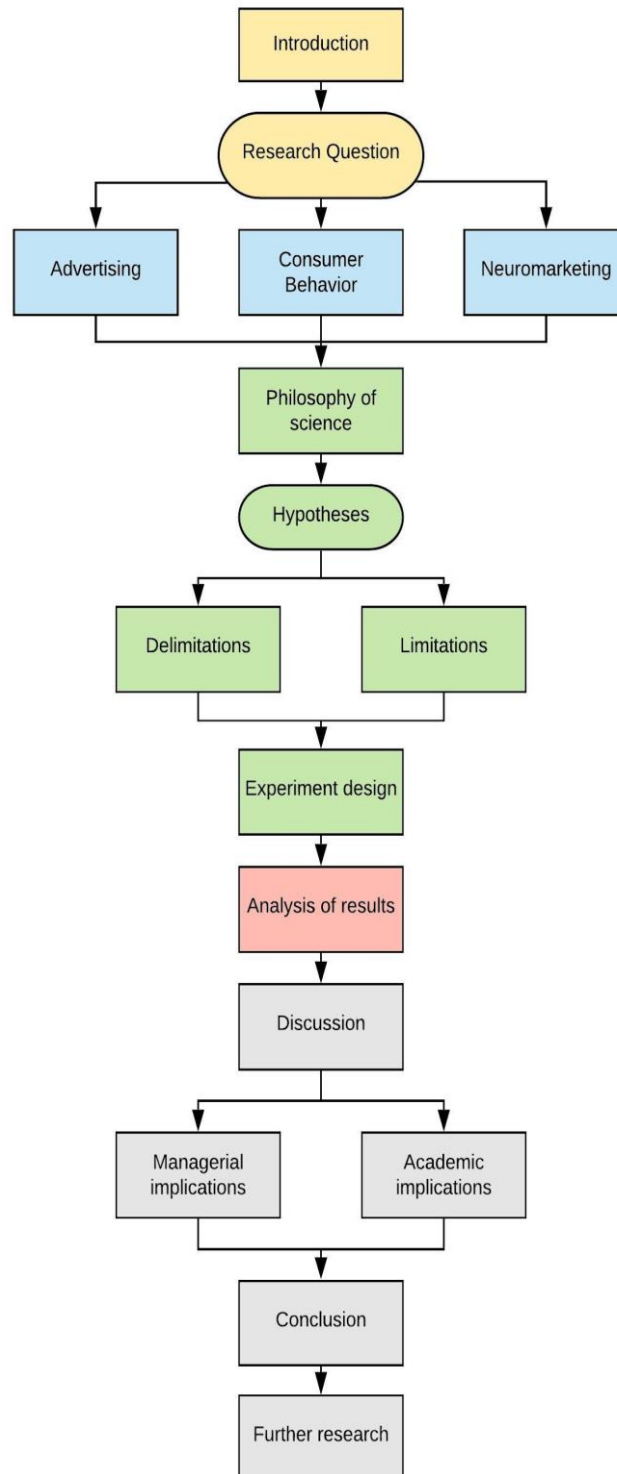 Introduction
Research Question
Advertising
Consumer
Behavior
Neuromarketing
Philosophy of
science
Hypotheses
Delimitations
Limitations
Experiment design
Analysis of results
Discussion
Managerial
implications
Academic
implications
Conclusion
Further research